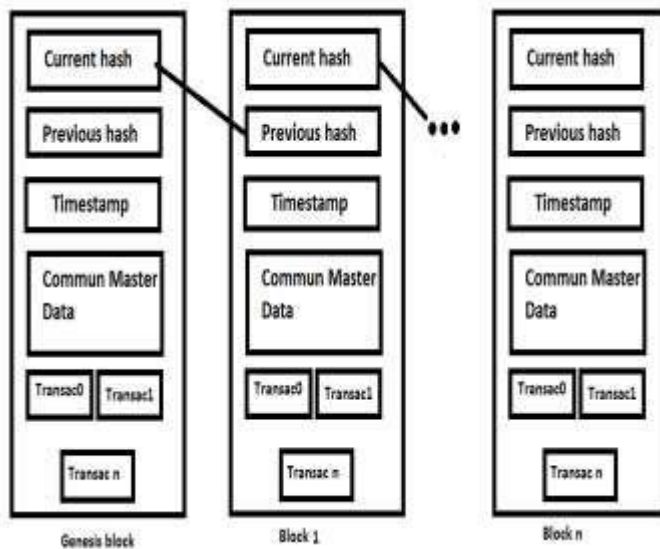 Current hash
Previous hash
Timestamp
Commun Master
Data
Transac0
Transac1
Transac n
Genesis block
Current hash
Previous hash
Timestamp
Commun Master
Data
Transac0
Transac1
Transac n
Block 1
...
Current hash
Previous hash
Timestamp
Commun Master
Data
Transac0
Transac1
Transac n
Block n